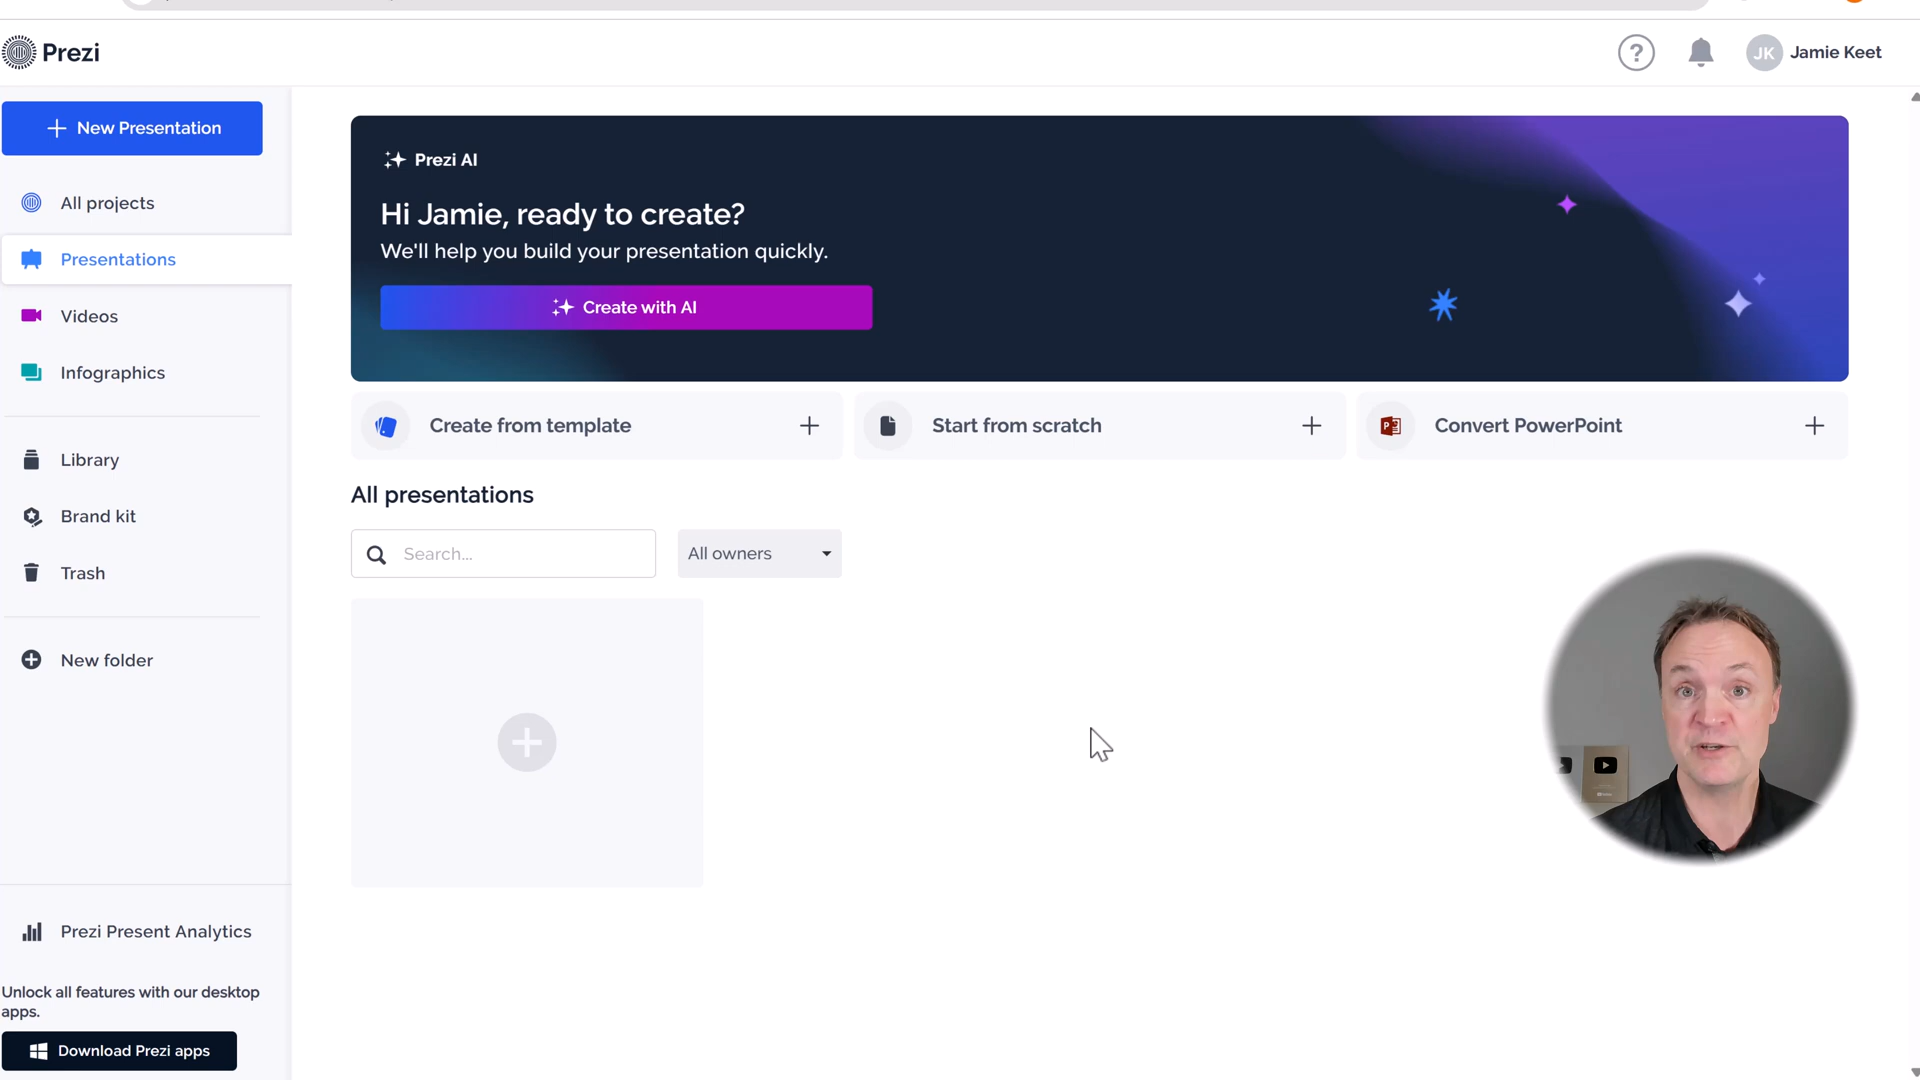 Prezi
?
JK
Jamie Keet
New Presentation
All projects
Presentations
Videos
Infographics
Library
Brand kit
Trash
New folder
Prezi Present Analytics
Unlock all features with our desktop
apps.
Download Prezi apps
Prezi AI
Hi Jamie, ready to create?
We'll help you build your presentation quickly.
Create with AI
Create from template
Start from scratch
Convert PowerPoint
All presentations
Search...
All owners